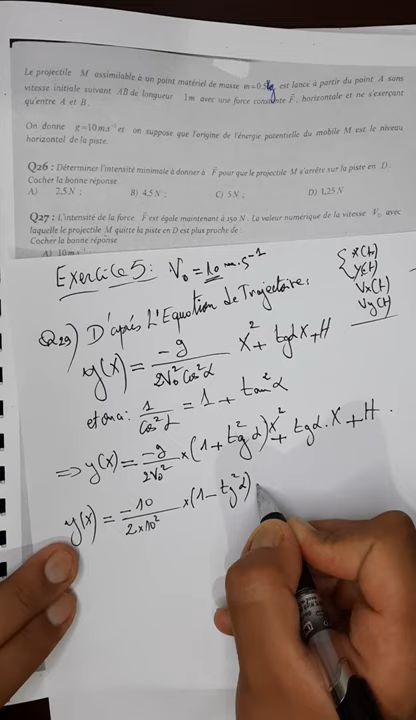 Le projectile M assimilable à un point matériel de masse m=0.5kg est lancé à partir du point A sans
vitesse initiale suivant AB de longueur 1m avec une force constante F⃗, horizontale et ne s'exerçant
qu'entre A et B.
On donne g=10m.s⁻² et on suppose que l'origine de l'énergie potentielle du mobile M est le niveau
horizontal de la piste.
Q26 : Déterminer l'intensité minimale à donner à F⃗ pour que le projectile M s'arrête sur la piste en D.
Cocher la bonne réponse
A) 2,5 N ; B) 4,5 N ; C) 5 N ; D) 1,25 N
Q27 : L'intensité de la force F⃗ est égale maintenant à 150 N. La valeur numérique de la vitesse V₀ avec
laquelle le projectile M quitte la piste en D est plus proche de
Cocher la bonne réponse
A) 10 m.s⁻¹
Exercice 5: V₀ = 10 m.s⁻¹
{ x(t)
y(t)
Vx(t)
Vy(t)
Q29) D'après L'Equation de Trajectoire:
y(x) = -g / 2V₀²cos²α x² + tgα x + H
et on a: 1/cos²α = 1 + tan²α
⇒ y(x) = -g/2V₀² × (1 + tg²α) x² + tgα. x + H.
y(x) = -10 / 2×10² × (1 - tg²α)